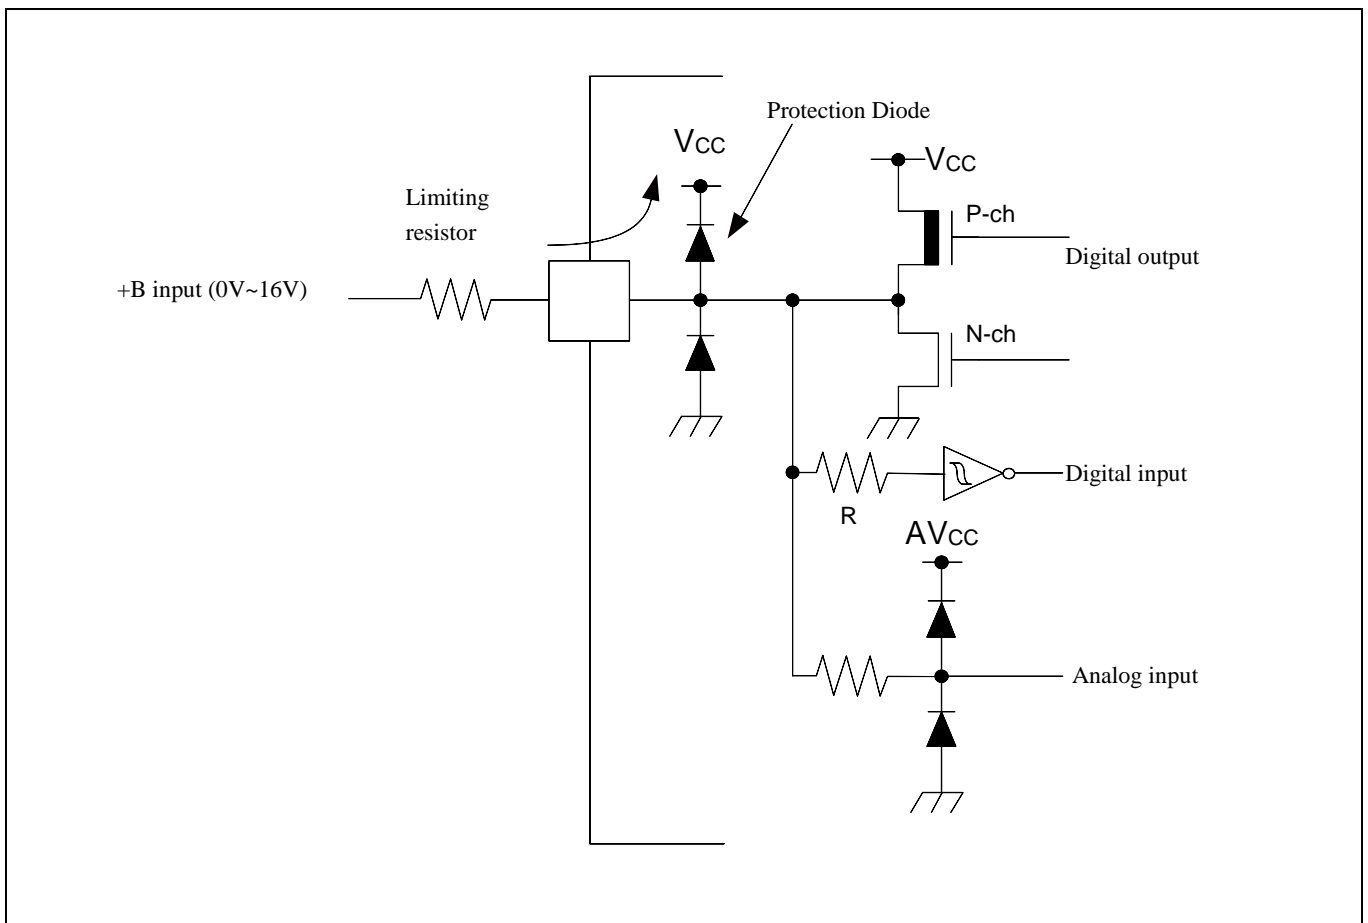 Protection Diode
VCC
VCC
Limiting
resistor
P-ch
Digital output
+B input (0V~16V)
N-ch
Digital input
R
AVCC
Analog input